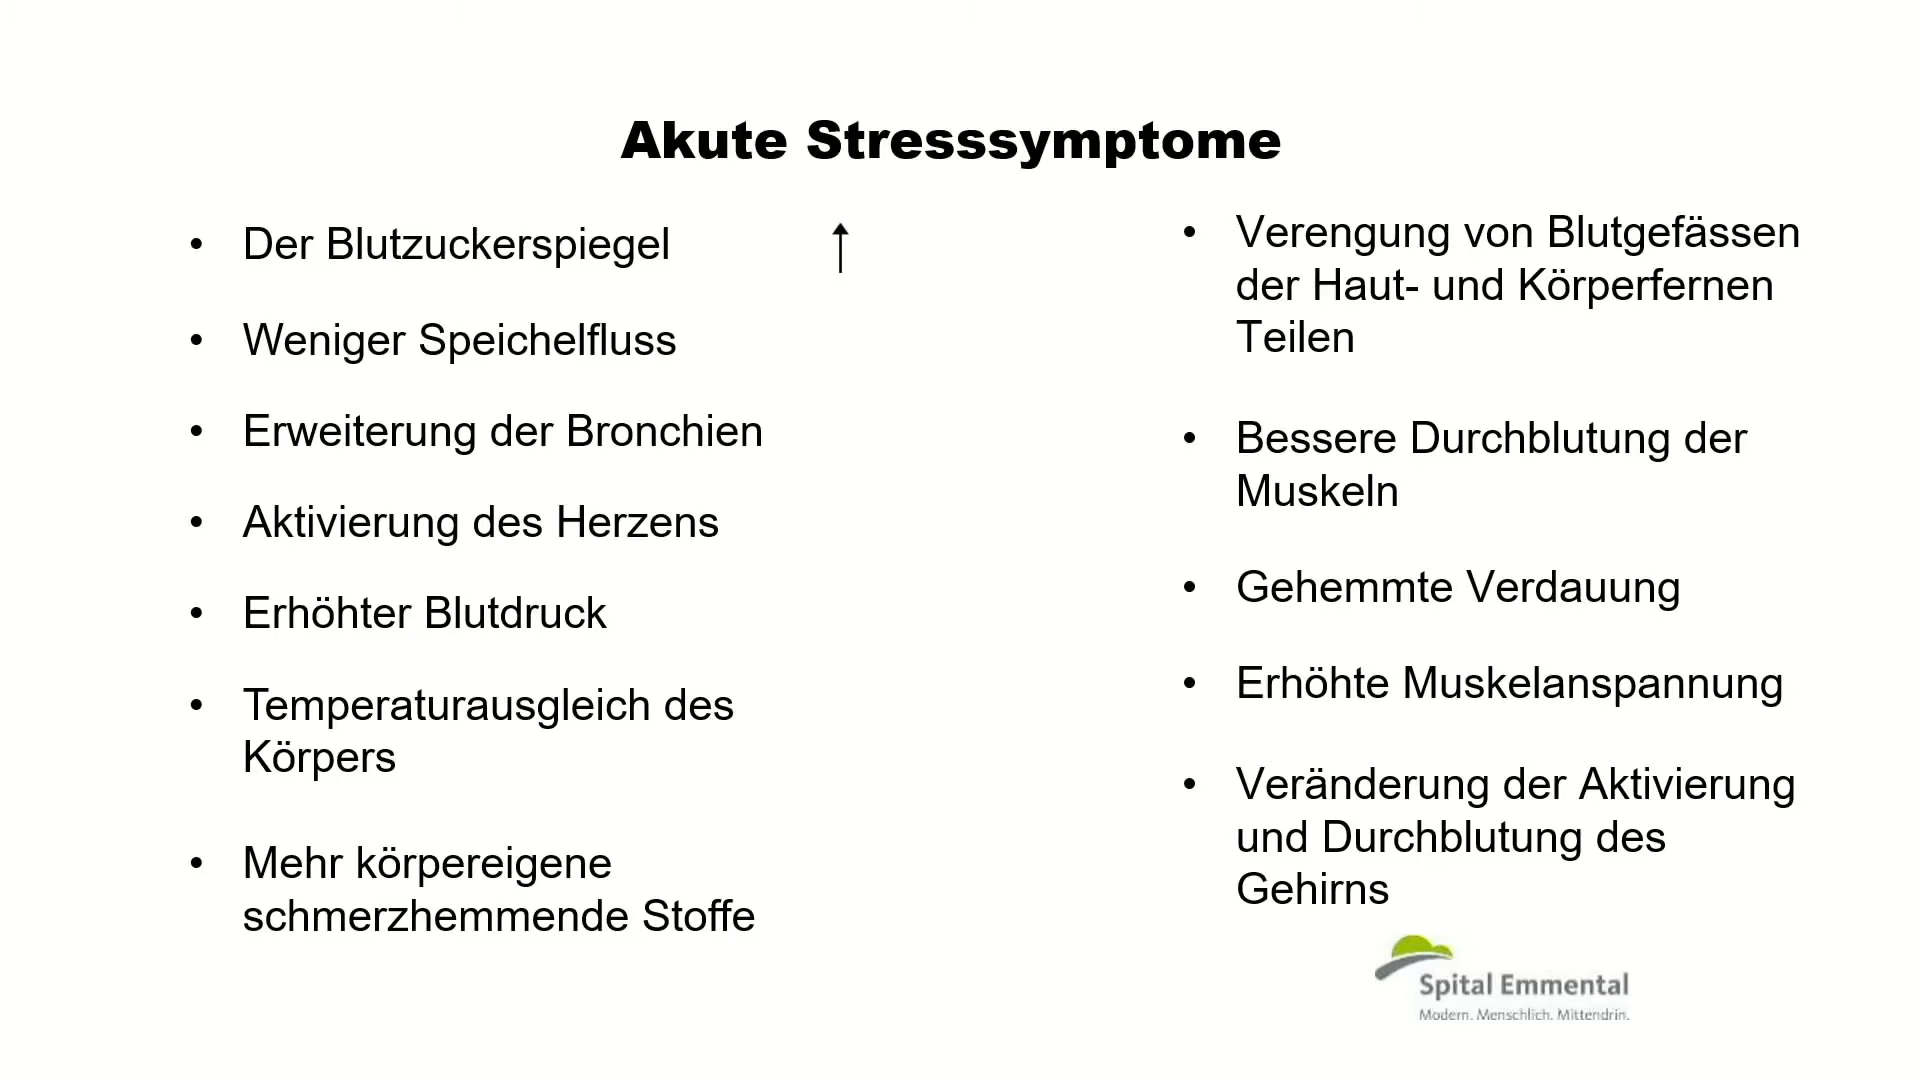 Akute Stresssymptome
• Der Blutzuckerspiegel ↑
• Weniger Speichelfluss
• Erweiterung der Bronchien
• Aktivierung des Herzens
• Erhöhter Blutdruck
• Temperaturausgleich des
Körpers
• Mehr körpereigene
schmerzhemmende Stoffe
• Verengung von Blutgefässen
der Haut- und Körperfernen
Teilen
• Bessere Durchblutung der
Muskeln
• Gehemmte Verdauung
• Erhöhte Muskelanspannung
• Veränderung der Aktivierung
und Durchblutung des
Gehirns
Spital Emmental
Modern. Menschlich. Mittendrin.